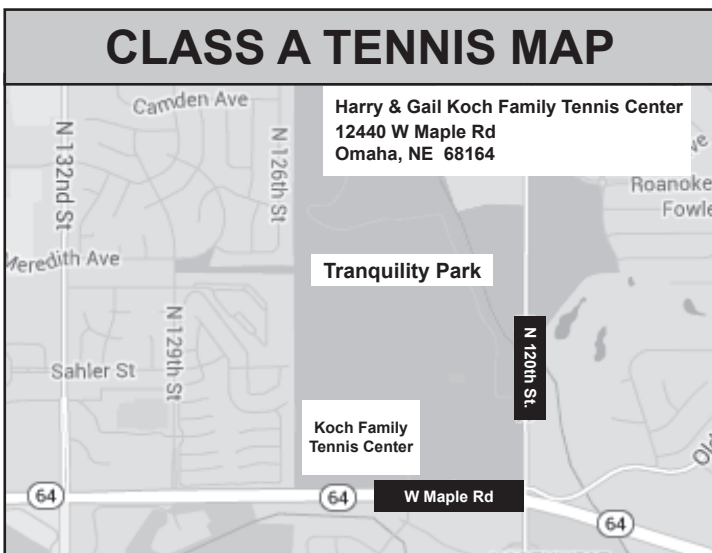 CLASS A TENNIS MAP
Harry & Gail Koch Family Tennis Center
12440 W Maple Rd
Omaha, NE 68164
Camden Ave
N 132nd St
N 126th St
Roanoke
Fowle
Meredith Ave
Tranquility Park
N 129th St
N 120th St.
Sahler St
Koch Family
Tennis Center
Old
64
64
W Maple Rd
64